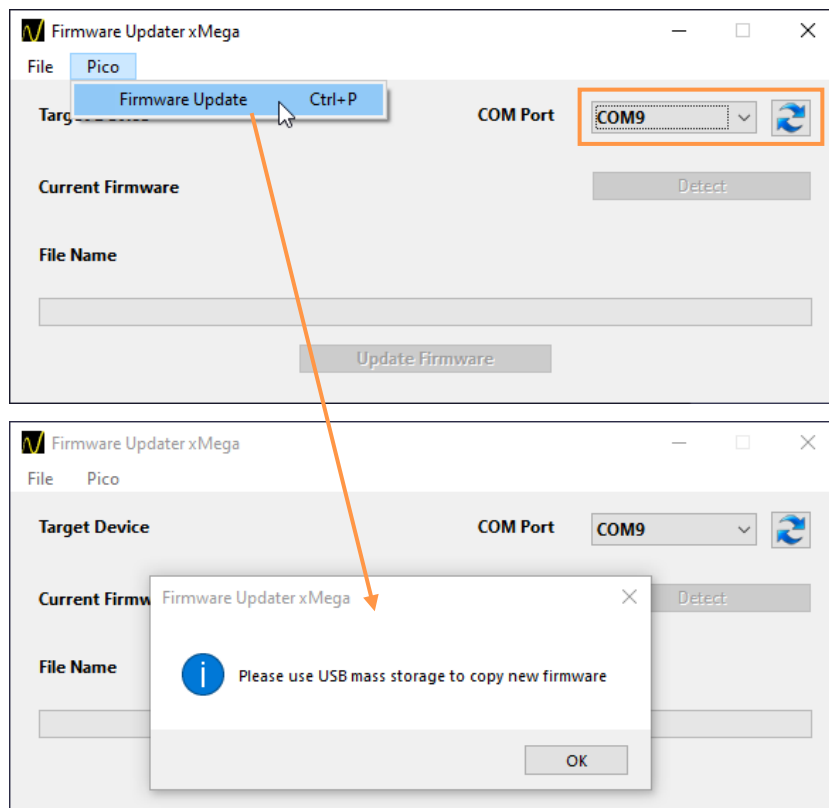 Firmware Updater xMega
File Pico
Firmware Update Ctrl+P
COM Port COM9
Current Firmware Detect
File Name
Update Firmware
Firmware Updater xMega
File Pico
Target Device COM Port COM9
Current Firmw Detect
Firmware Updater xMega
File Name
Please use USB mass storage to copy new firmware
OK